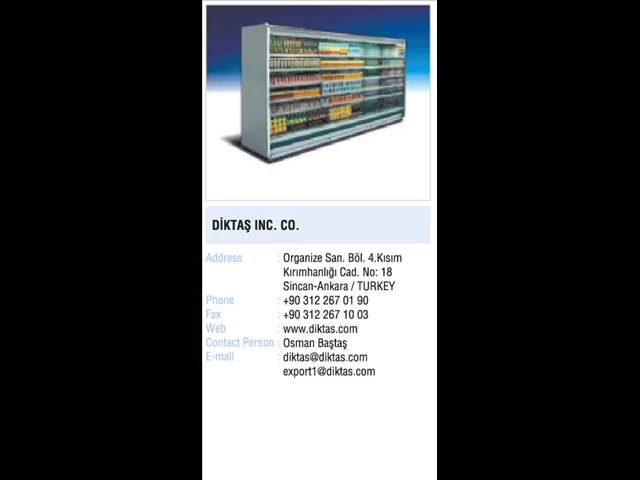 DİKTAŞ INC. CO.
Address : Organize San. Böl. 4.Kısım
Kırımhanlığı Cad. No: 18
Sincan-Ankara / TURKEY
Phone : +90 312 267 01 90
Fax : +90 312 267 10 03
Web : www.diktas.com
Contact Person : Osman Baştaş
E-mail : diktas@diktas.com
export1@diktas.com